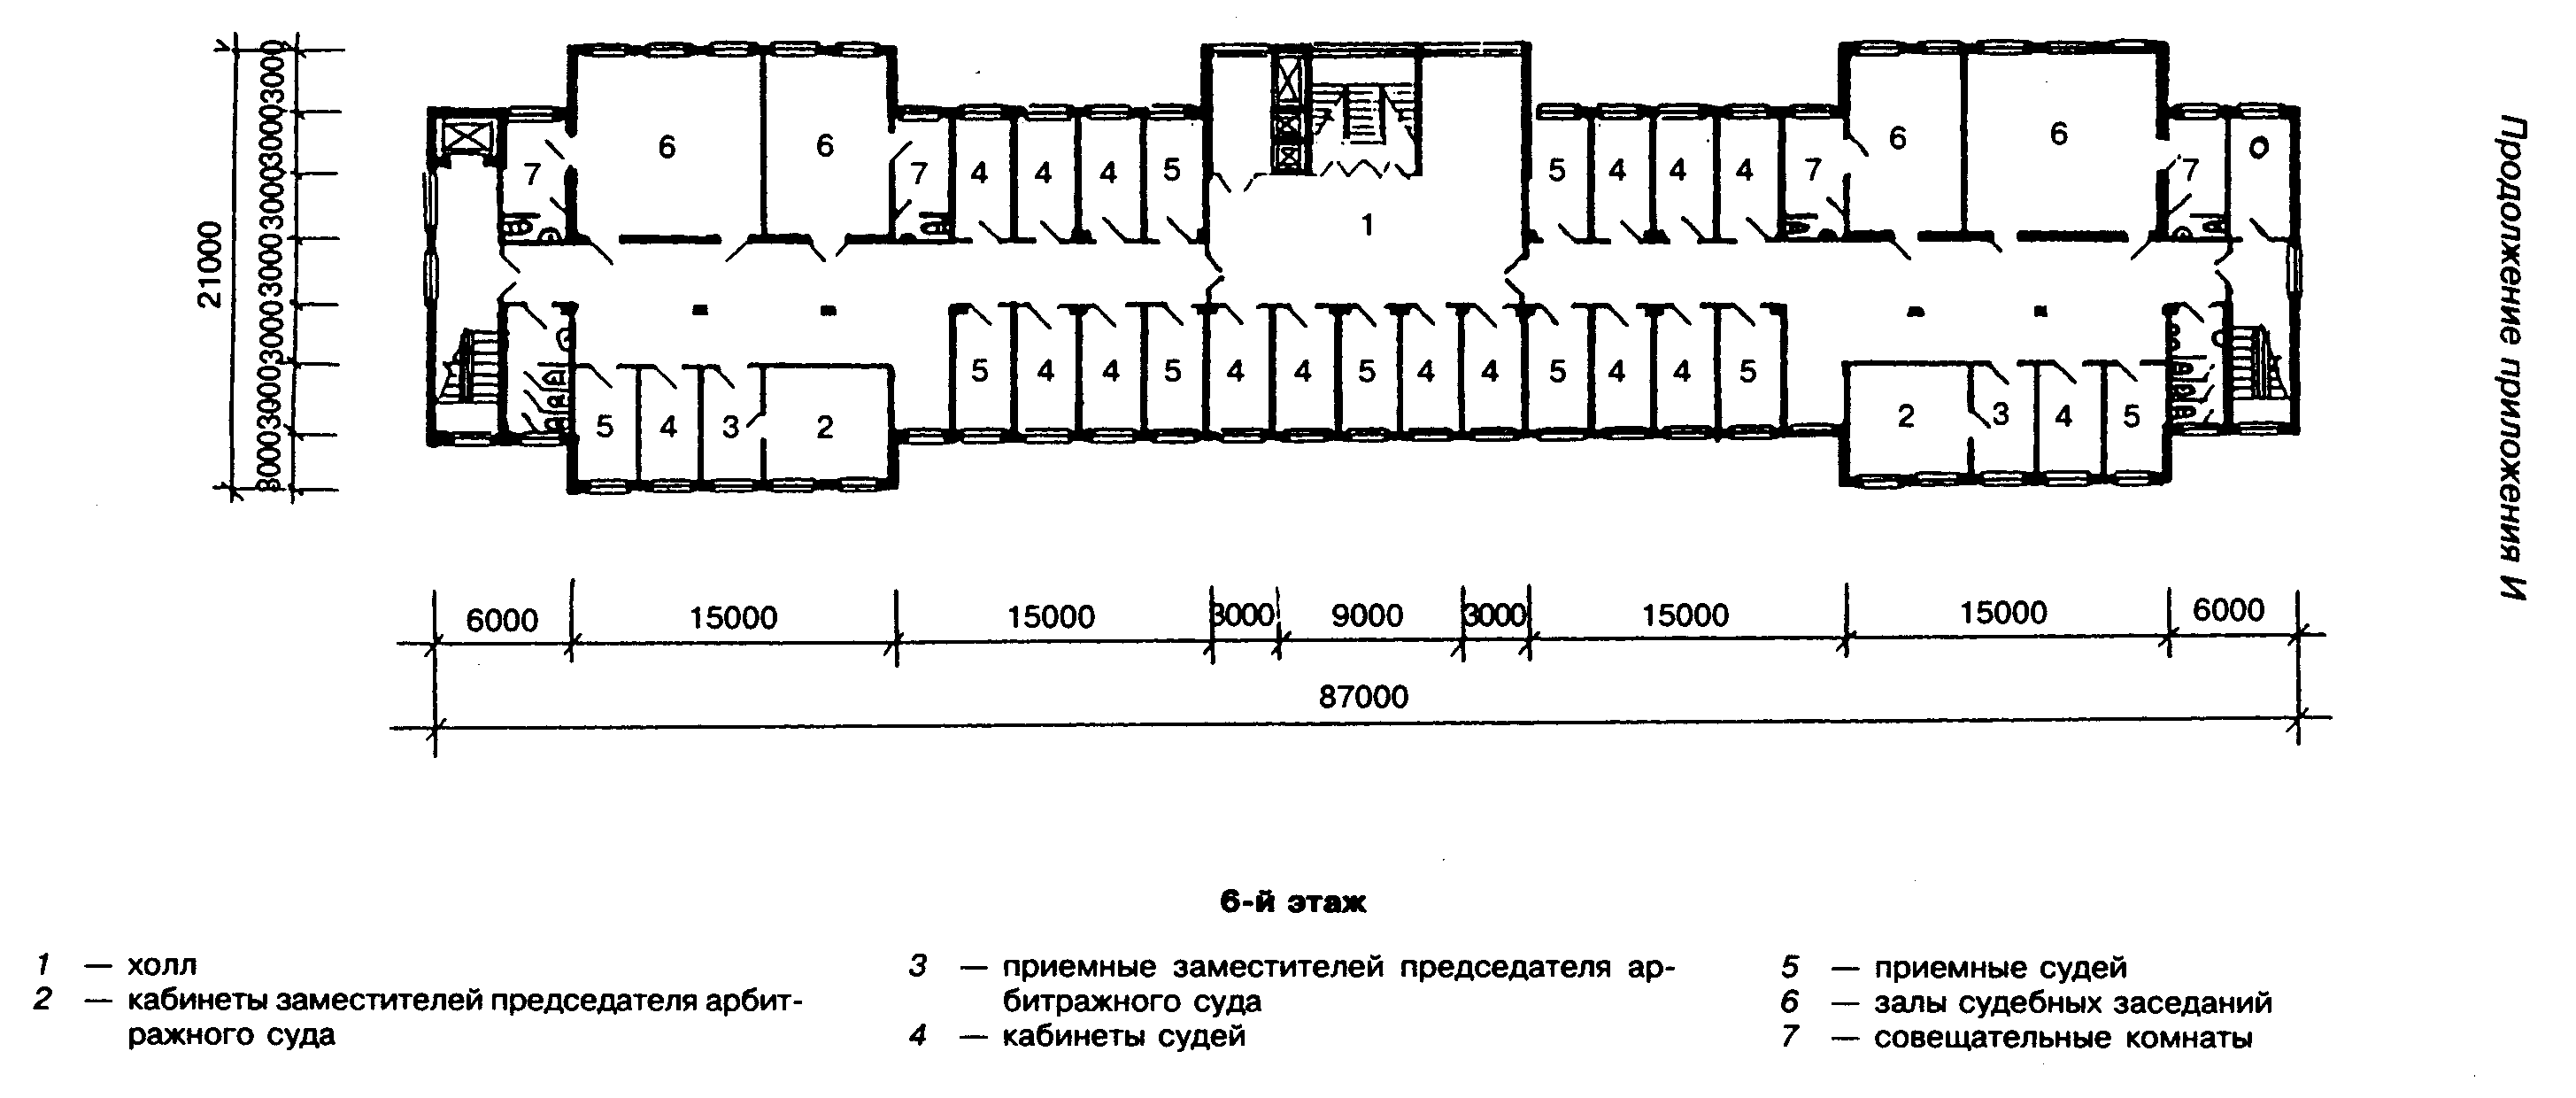 Продолжение приложения И
21000
3000 3000 3000 3000 3000 3000 3000
6 6 6 6
7 7 4 4 4 5 5 4 4 4 7 7
1
5 4 4 5 4 4 5 4 4 5 4 4 5
5 4 3 2 2 3 4 5
6000 15000 15000 3000 9000 3000 15000 15000 6000
87000
6-й этаж
1 — холл
2 — кабинеты заместителей председателя арбит-
ражного суда
3 — приемные заместителей председателя ар-
битражного суда
4 — кабинеты судей
5 — приемные судей
6 — залы судебных заседаний
7 — совещательные комнаты